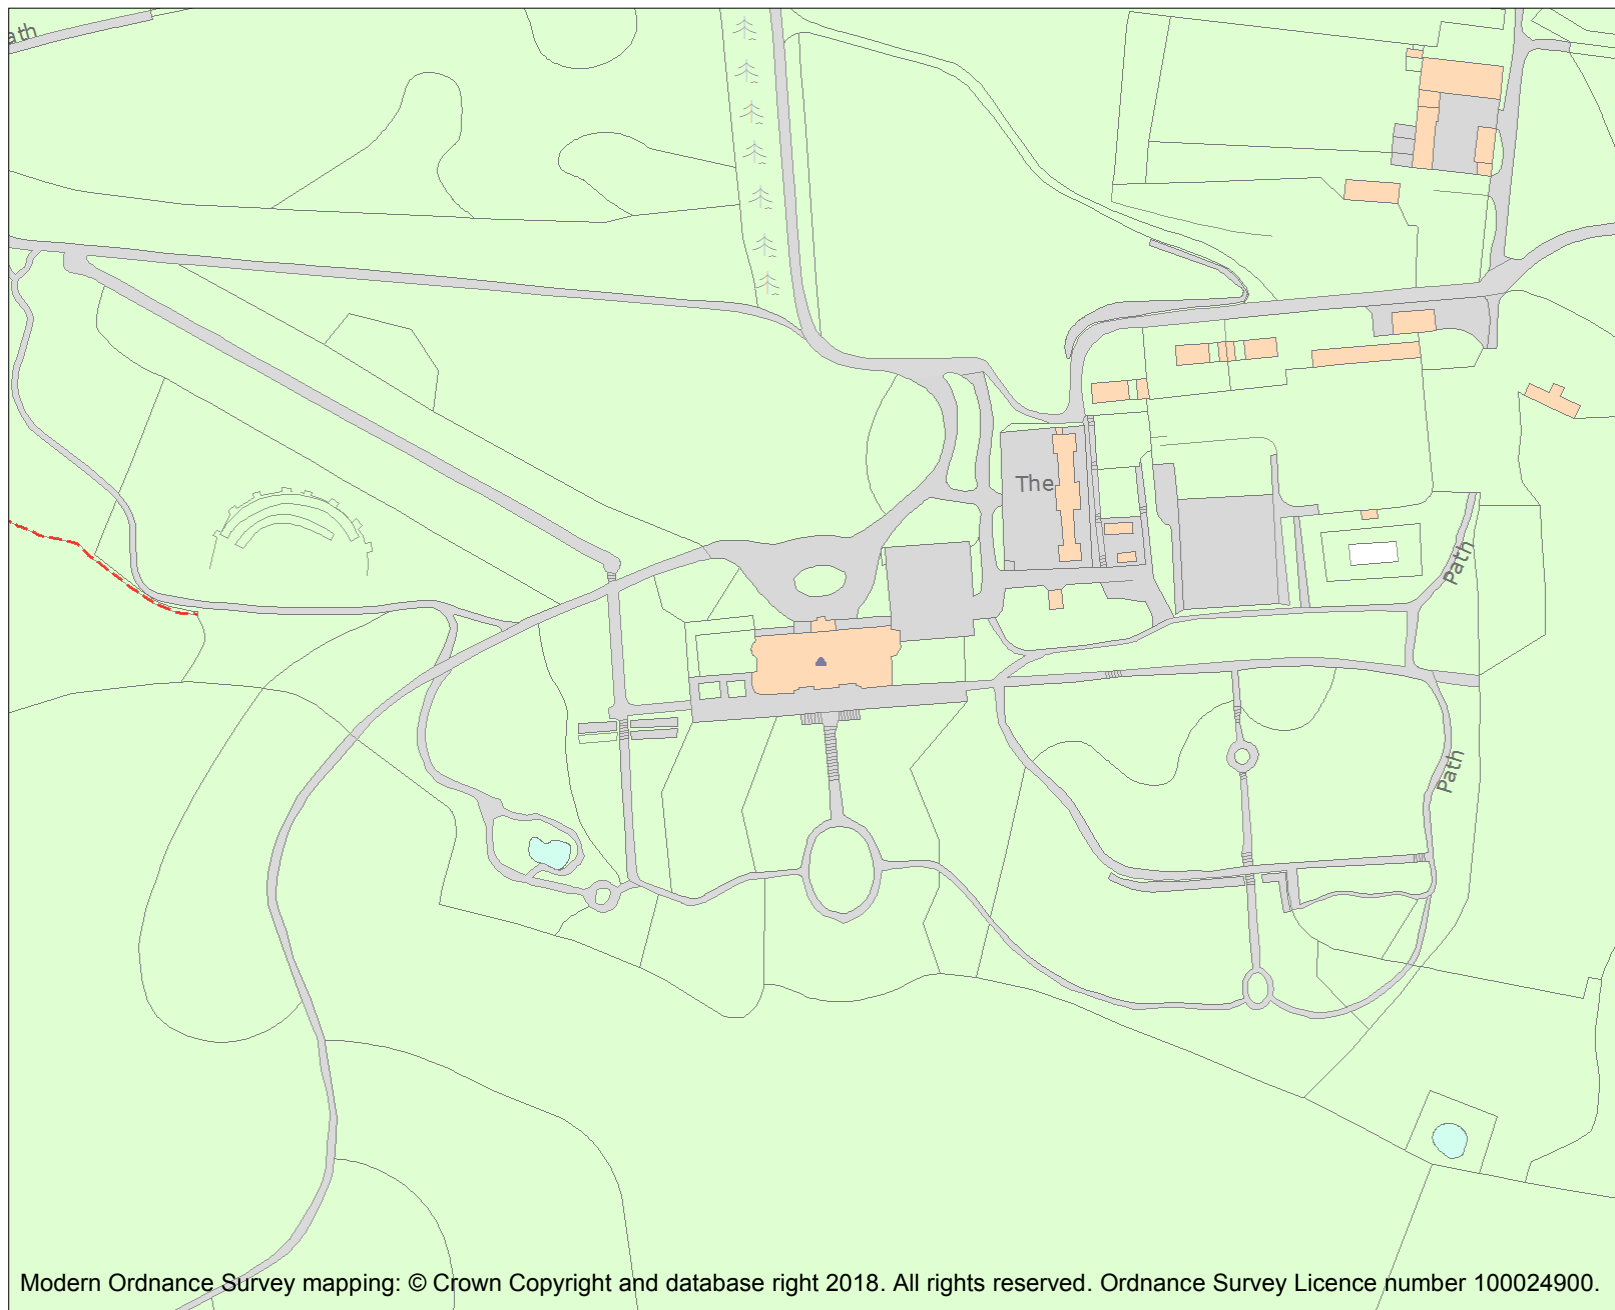 ath
The
Path
Path
Modern Ordnance Survey mapping: © Crown Copyright and database right 2018. All rights reserved. Ordnance Survey Licence number 100024900.